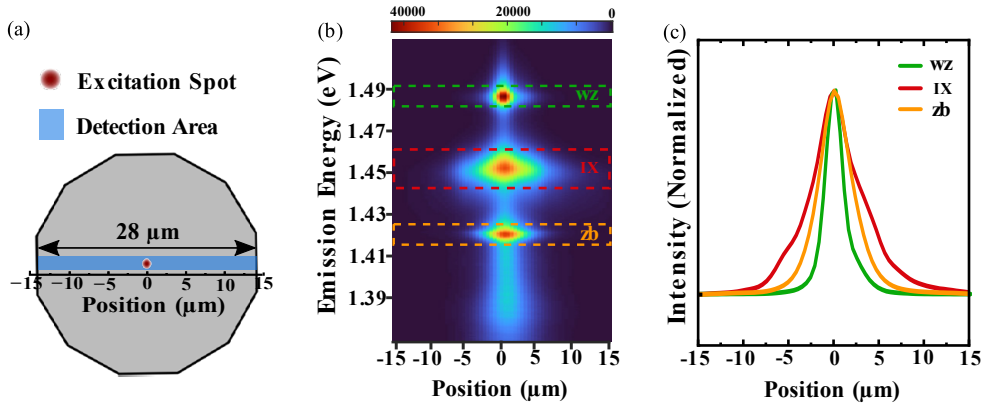 (a)
Excitation Spot
Detection Area
28 µm
−15 −10 −5 0 5 10 15
Position (µm)
(b)
40000 20000 0
Emission Energy (eV)
1.49
1.47
1.45
1.43
1.41
1.39
wz
IX
zb
-15 -10 -5 0 5 10 15
Position (µm)
(c)
Intensity (Normalized)
wz
IX
zb
-15 -10 -5 0 5 10 15
Position (µm)